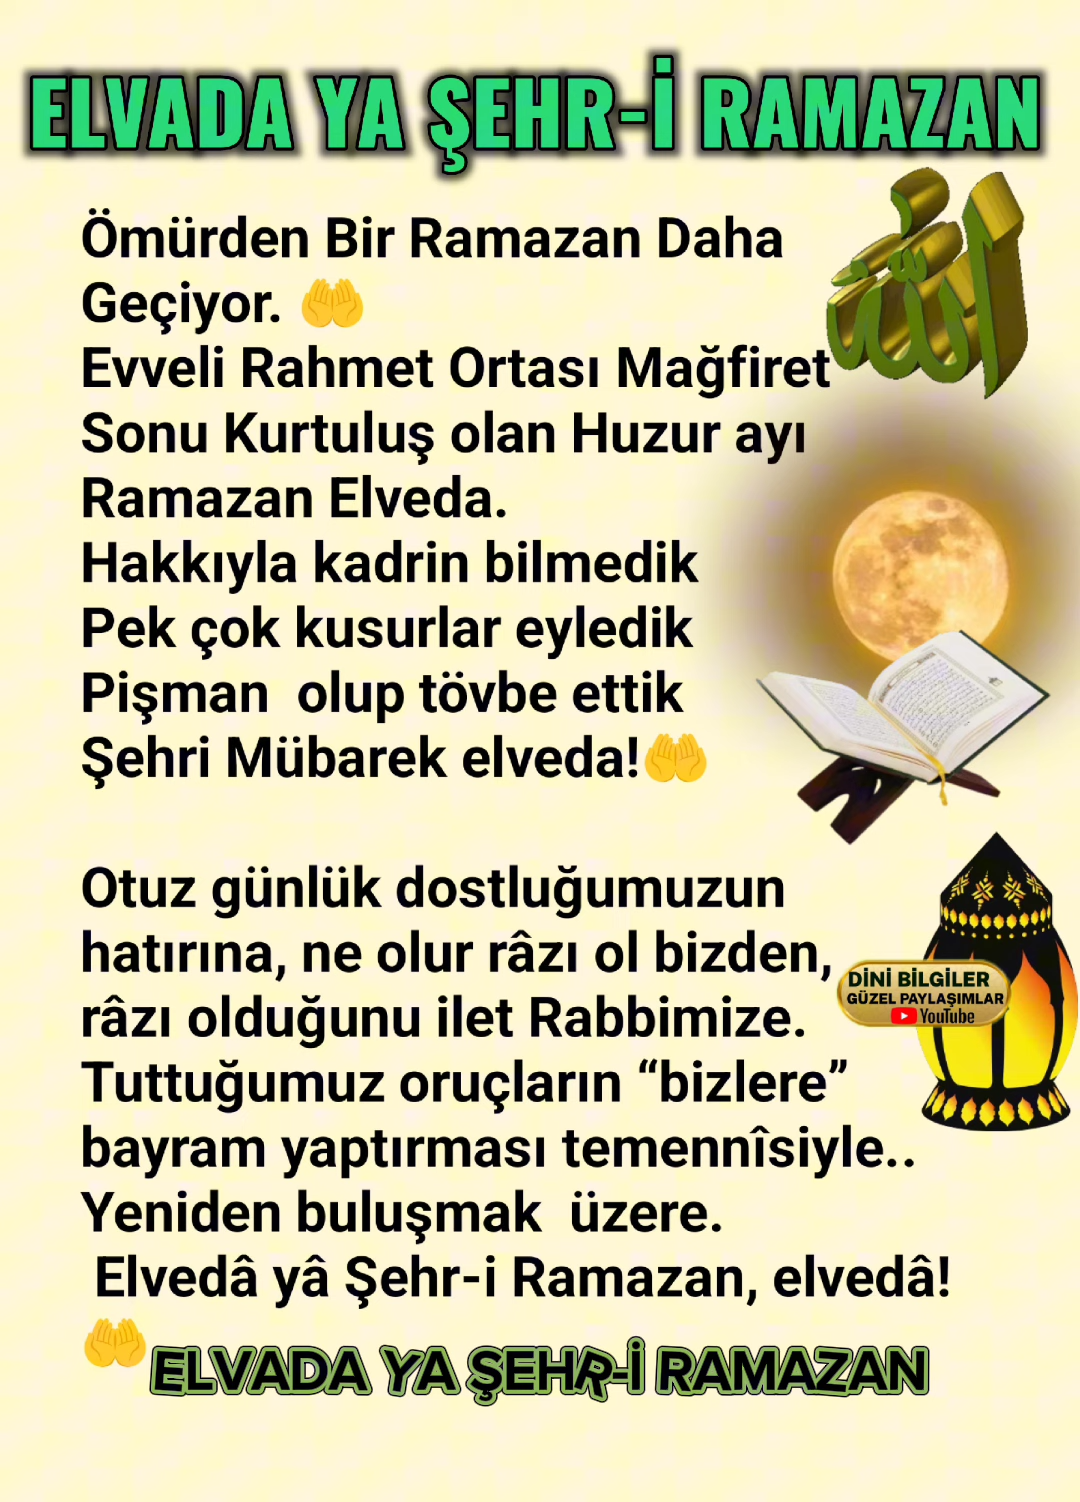 ELVADA YA ŞEHR-İ RAMAZAN
الله
Ömürden Bir Ramazan Daha
Geçiyor. 🤲
Evveli Rahmet Ortası Mağfiret
Sonu Kurtuluş olan Huzur ayı
Ramazan Elveda.
Hakkıyla kadrin bilmedik
Pek çok kusurlar eyledik
Pişman  olup tövbe ettik
Şehri Mübarek elveda!🤲
Otuz günlük dostluğumuzun
hatırına, ne olur râzı ol bizden,
râzı olduğunu ilet Rabbimize.
Tuttuğumuz oruçların “bizlere”
bayram yaptırması temennîsiyle..
Yeniden buluşmak  üzere.
Elvedâ yâ Şehr-i Ramazan, elvedâ!
🤲
DİNİ BİLGİLER
GÜZEL PAYLAŞIMLAR
YouTube
ELVADA YA ŞEHR-İ RAMAZAN